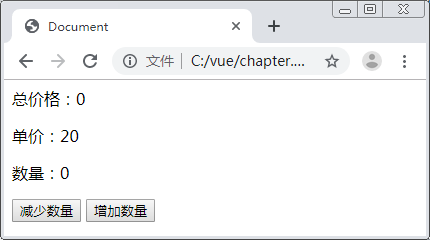 Document
文件 | C:/vue/chapter....
总价格：0
单价：20
数量：0
减少数量 增加数量